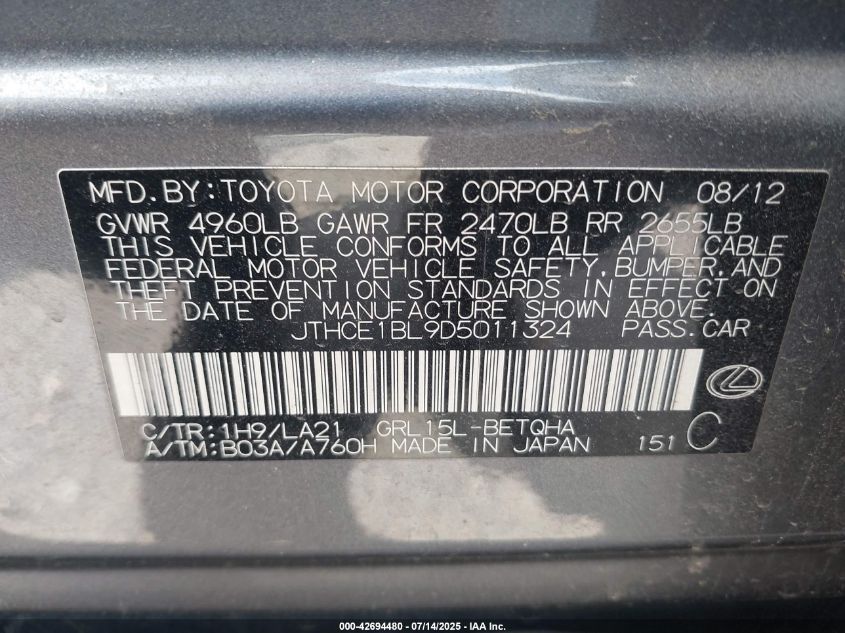 MFD.BY:TOYOTA MOTOR CORPORATION 08/12
GVWR 4960LB GAWR FR 2470LB RR 2655LB
THIS VEHICLE CONFORMS TO ALL APPLICABLE
FEDERAL MOTOR VEHICLE SAFETY,BUMPER,AND
THEFT PREVENTION STANDARDS IN EFFECT ON
THE DATE OF MANUFACTURE SHOWN ABOVE.
JTHCE1BL9D5011324 PASS.CAR
C/TR:1H9/LA21 GRL15L-BETQHA
A/TM:B03A/A760H MADE IN JAPAN 151 C
000-42694480 - 07/14/2025 - IAA Inc.